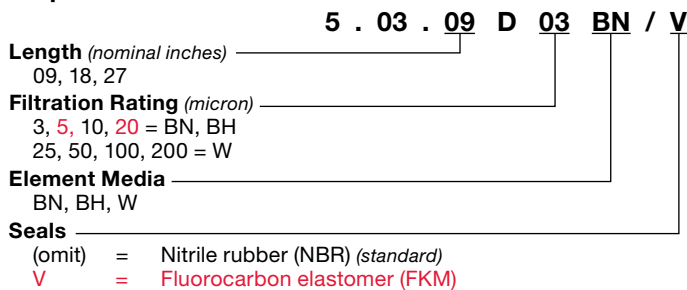 5 . 03 . 09 D 03 BN / V
Length (nominal inches)
09, 18, 27
Filtration Rating (micron)
3, 5, 10, 20 = BN, BH
25, 50, 100, 200 = W
Element Media
BN, BH, W
Seals
(omit) = Nitrile rubber (NBR) (standard)
V = Fluorocarbon elastomer (FKM)